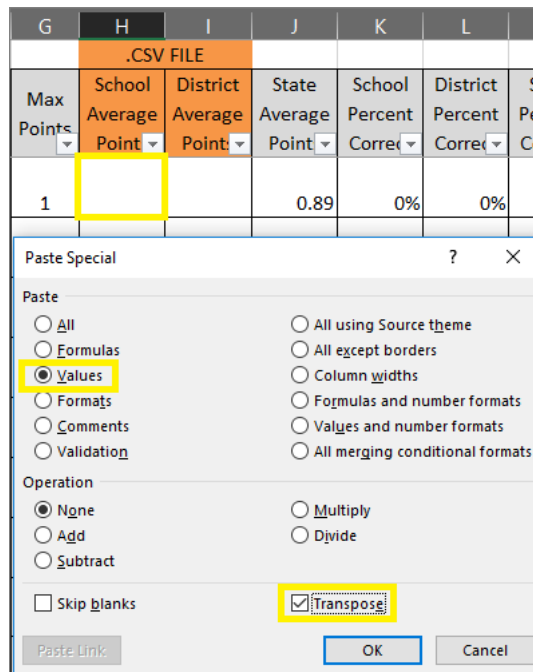 G H I J K L
.CSV FILE
Max Points School Average Point District Average Point: State Average Point School Percent Correc District Percent Correc
1 0.89 0% 0%
Paste Special ? ×
Paste
All All using Source theme
Formulas All except borders
Values Column widths
Formats Formulas and number formats
Comments Values and number formats
Validation All merging conditional formats
Operation
None Multiply
Add Divide
Subtract
Skip blanks Transpose
Paste Link OK Cancel